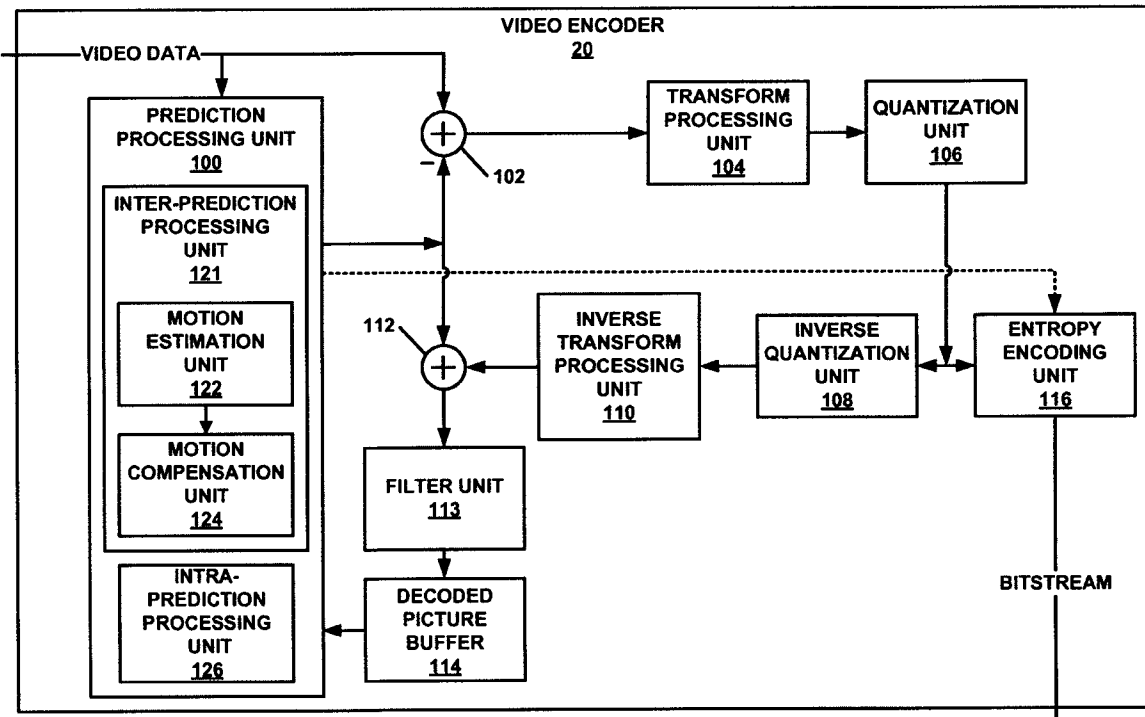 VIDEO ENCODER
20
VIDEO DATA
PREDICTION
PROCESSING UNIT
100
INTER-PREDICTION
PROCESSING
UNIT
121
MOTION
ESTIMATION
UNIT
122
MOTION
COMPENSATION
UNIT
124
INTRA-
PREDICTION
PROCESSING
UNIT
126
+
–
102
TRANSFORM
PROCESSING
UNIT
104
QUANTIZATION
UNIT
106
112
+
INVERSE
TRANSFORM
PROCESSING
UNIT
110
INVERSE
QUANTIZATION
UNIT
108
ENTROPY
ENCODING
UNIT
116
FILTER UNIT
113
DECODED
PICTURE
BUFFER
114
BITSTREAM